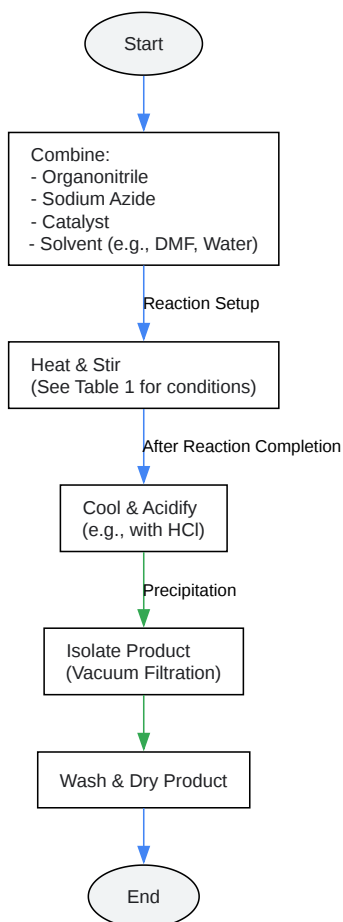 Start
Combine:
- Organonitrile
- Sodium Azide
- Catalyst
- Solvent (e.g., DMF, Water)
Reaction Setup
Heat & Stir
(See Table 1 for conditions)
After Reaction Completion
Cool & Acidify
(e.g., with HCl)
Precipitation
Isolate Product
(Vacuum Filtration)
Wash & Dry Product
End